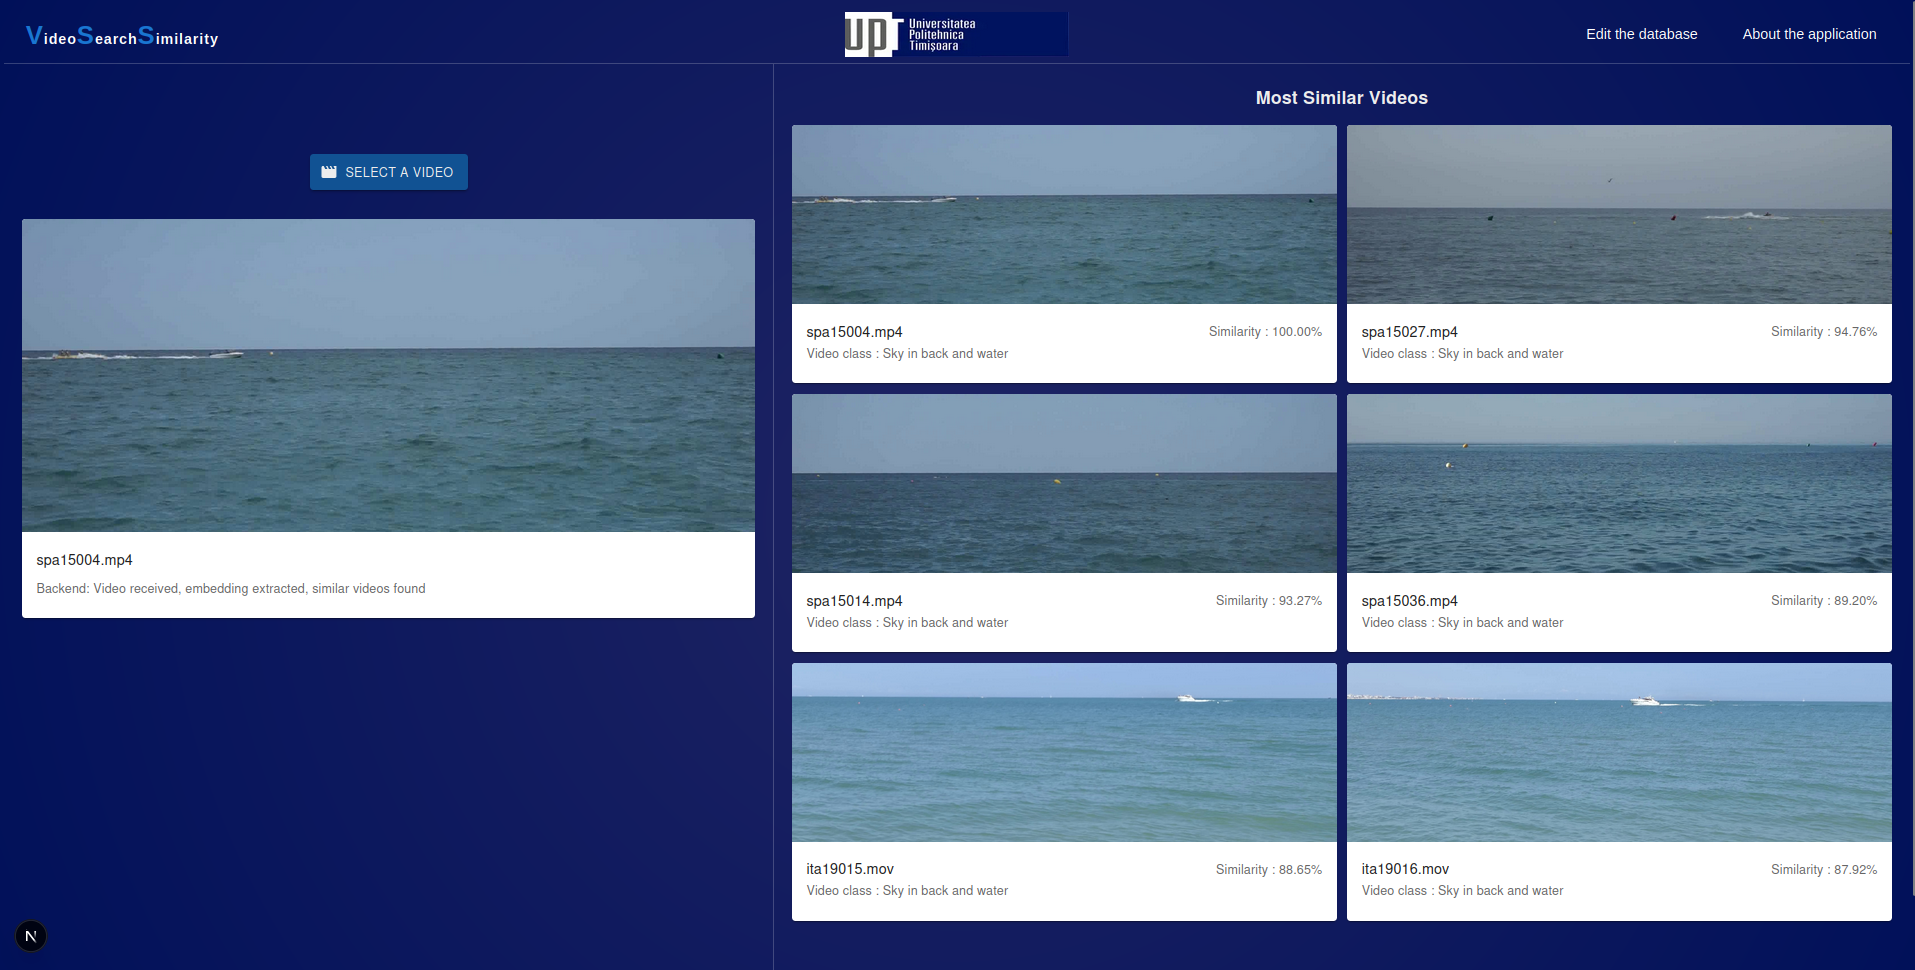 VideoSearchSimilarity
upt
Universitatea
Politehnica
Timișoara
Edit the database
About the application
SELECT A VIDEO
spa15004.mp4
Backend: Video received, embedding extracted, similar videos found
Most Similar Videos
spa15004.mp4
Similarity : 100.00%
Video class : Sky in back and water
spa15027.mp4
Similarity : 94.76%
Video class : Sky in back and water
spa15014.mp4
Similarity : 93.27%
Video class : Sky in back and water
spa15036.mp4
Similarity : 89.20%
Video class : Sky in back and water
ita19015.mov
Similarity : 88.65%
Video class : Sky in back and water
ita19016.mov
Similarity : 87.92%
Video class : Sky in back and water
N